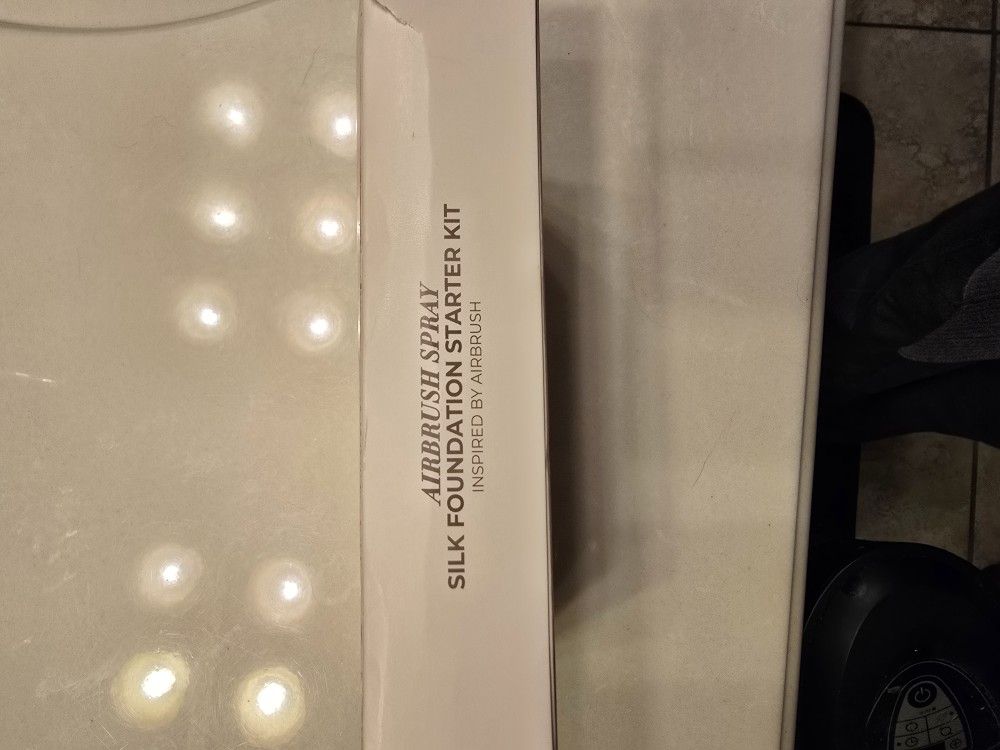 AIRBRUSH SPRAY
SILK FOUNDATION STARTER KIT
INSPIRED BY AIRBRUSH